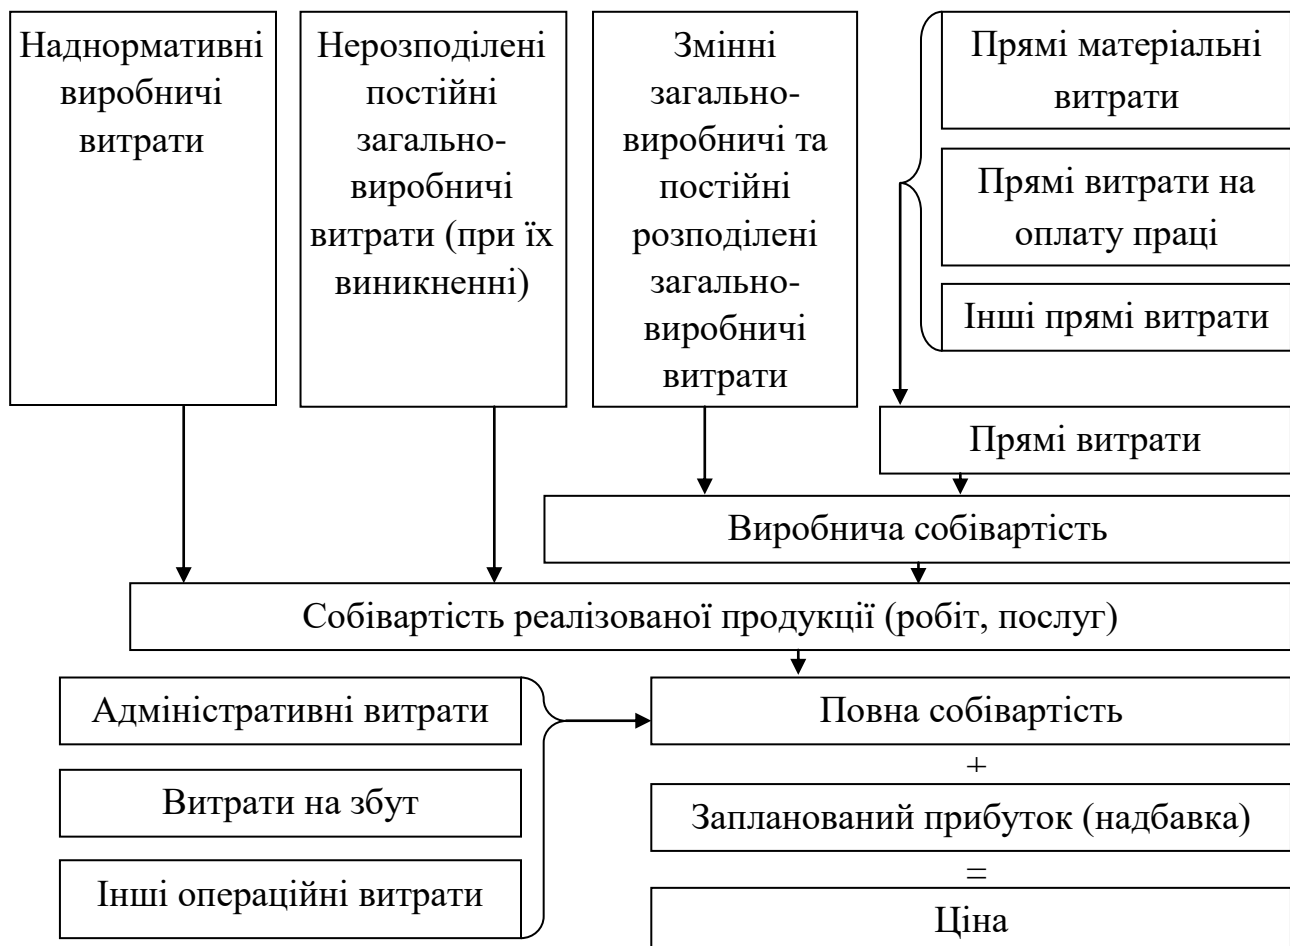 Наднормативні
виробничі
витрати
Нерозподілені
постійні
загально-
виробничі
витрати (при їх
виникненні)
Змінні
загально-
виробничі та
постійні
розподілені
загально-
виробничі
витрати
Прямі матеріальні
витрати
Прямі витрати на
оплату праці
Інші прямі витрати
Прямі витрати
Виробнича собівартість
Собівартість реалізованої продукції (робіт, послуг)
Адміністративні витрати
Витрати на збут
Інші операційні витрати
Повна собівартість
+
Запланований прибуток (надбавка)
=
Ціна